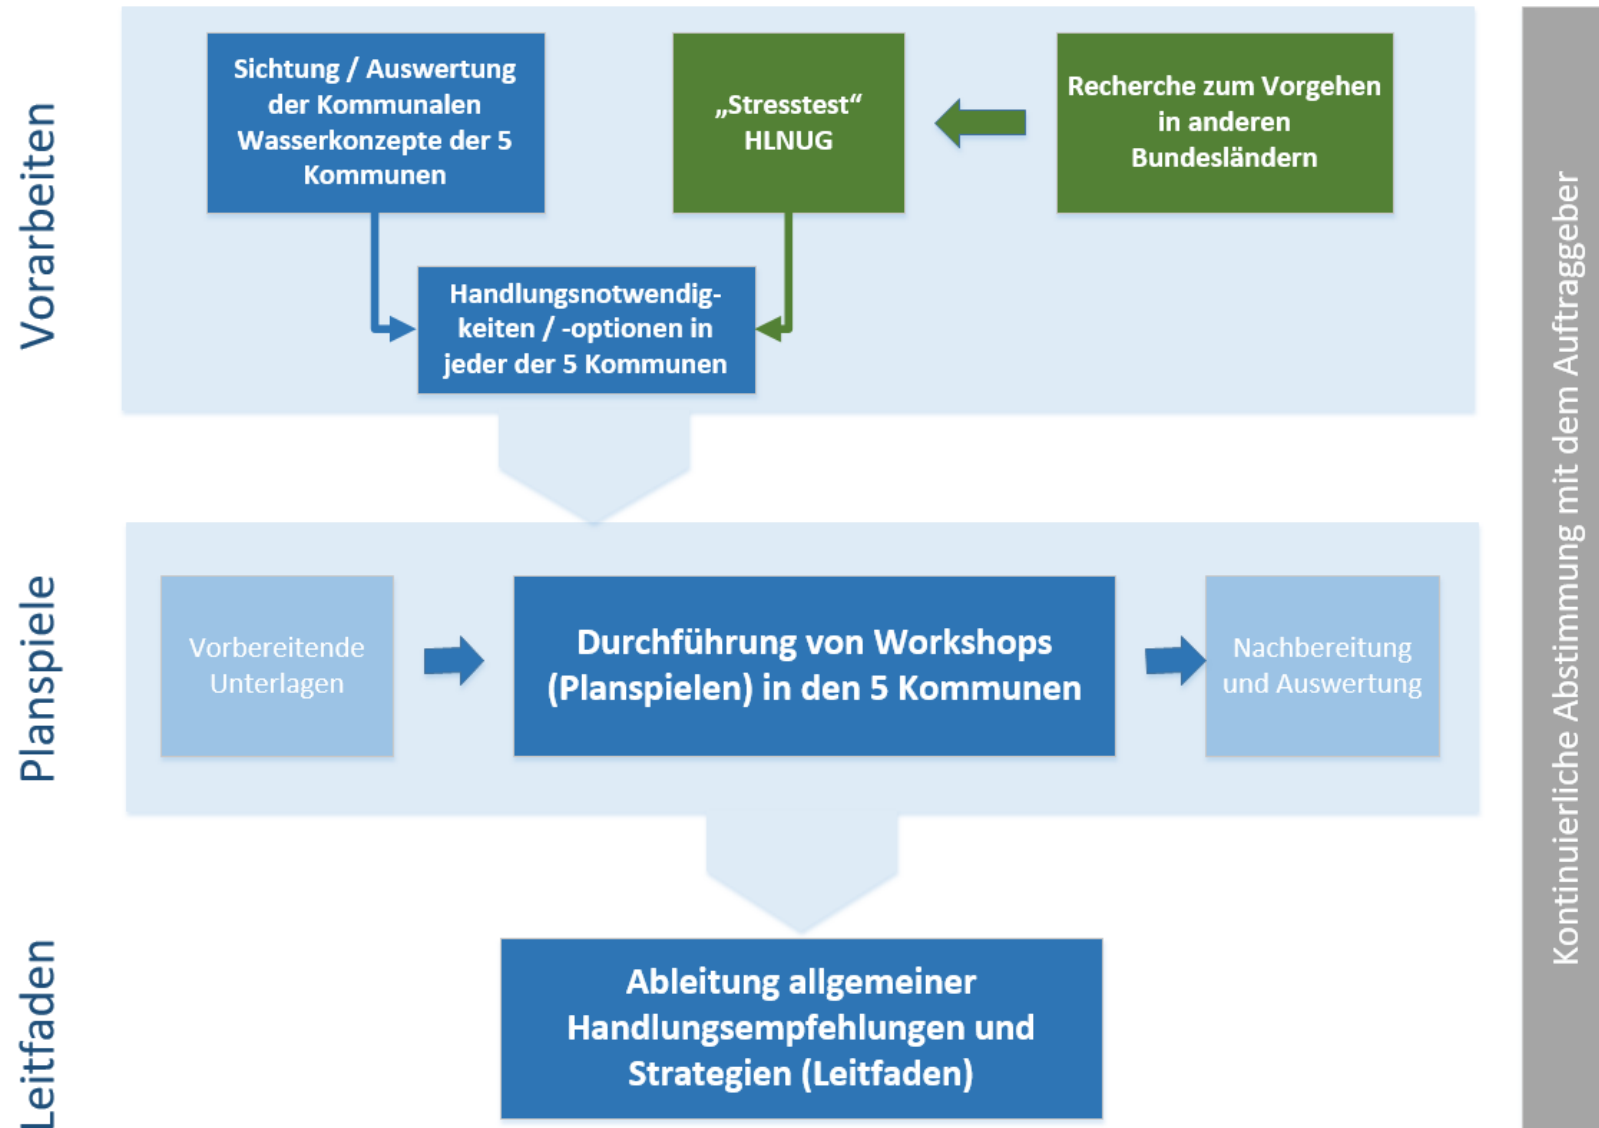 Vorarbeiten
Sichtung / Auswertung
der Kommunalen
Wasserkonzepte der 5
Kommunen
„Stresstest“
HLNUG
Recherche zum Vorgehen
in anderen
Bundesländern
Handlungsnotwendig-
keiten / -optionen in
jeder der 5 Kommunen
Planspiele
Vorbereitende
Unterlagen
Durchführung von Workshops
(Planspielen) in den 5 Kommunen
Nachbereitung
und Auswertung
Leitfaden
Ableitung allgemeiner
Handlungsempfehlungen und
Strategien (Leitfaden)
Kontinuierliche Abstimmung mit dem Auftraggeber